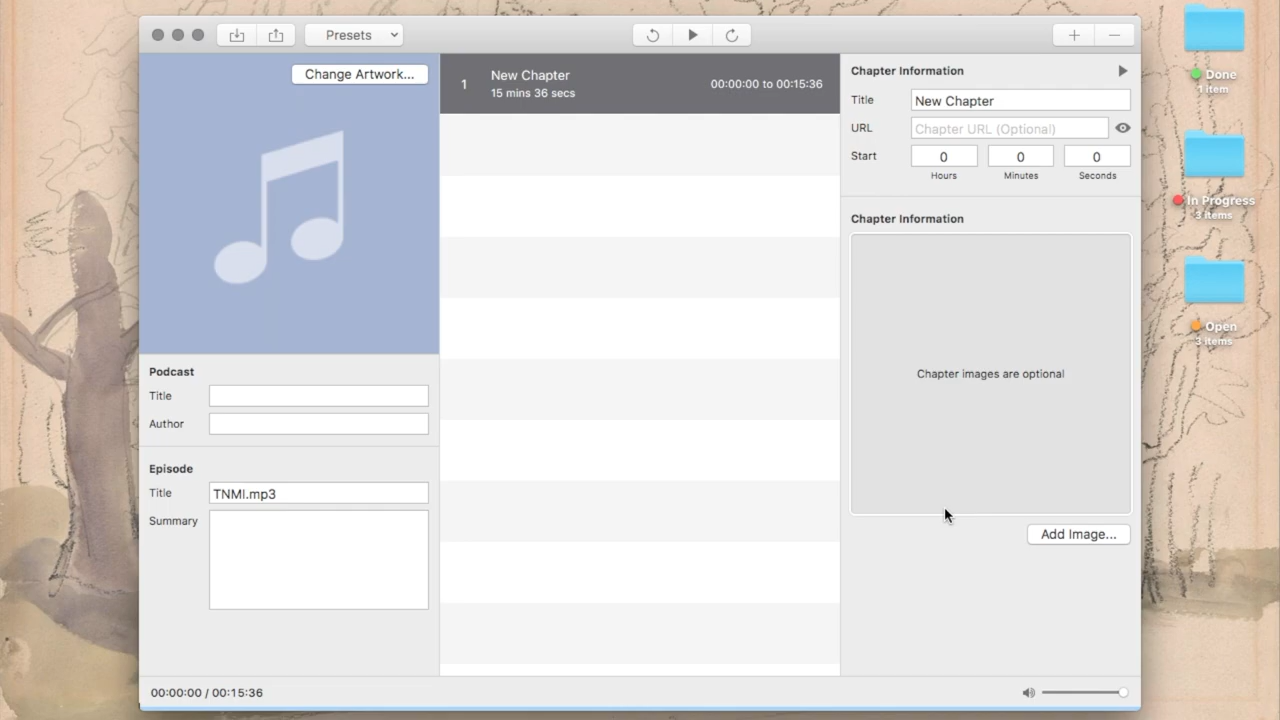 Presets
Change Artwork...
1
New Chapter
15 mins 36 secs
00:00:00 to 00:15:36
Chapter Information
Title
New Chapter
URL
Chapter URL (Optional)
Start
0
0
0
Hours
Minutes
Seconds
Chapter Information
Chapter images are optional
Add Image...
Podcast
Title
Author
Episode
Title
TNMI.mp3
Summary
00:00:00 / 00:15:36
Done
1 item
In Progress
3 items
Open
3 items